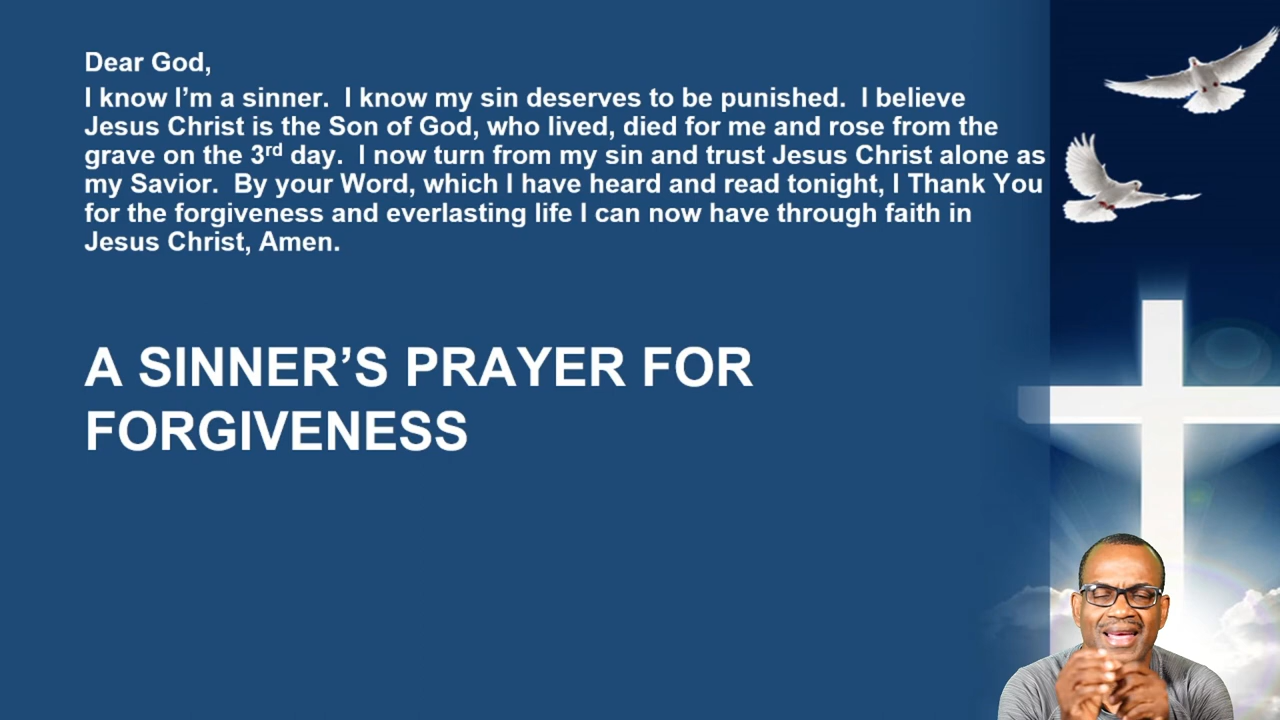 Dear God,
I know I’m a sinner.  I know my sin deserves to be punished.  I believe
Jesus Christ is the Son of God, who lived, died for me and rose from the
grave on the 3rd day.  I now turn from my sin and trust Jesus Christ alone as
my Savior.  By your Word, which I have heard and read tonight, I Thank You
for the forgiveness and everlasting life I can now have through faith in
Jesus Christ, Amen.
A SINNER’S PRAYER FOR
FORGIVENESS